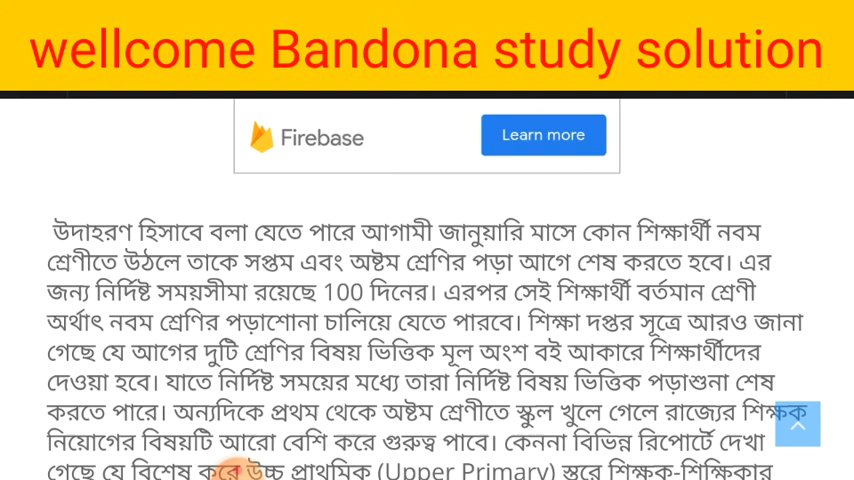 wellcome Bandona study solution
Firebase
Learn more
উদাহরণ হিসাবে বলা যেতে পারে আগামী জানুয়ারি মাসে কোন শিক্ষার্থী নবম
শ্রেণীতে উঠলে তাকে সপ্তম এবং অষ্টম শ্রেণির পড়া আগে শেষ করতে হবে। এর
জন্য নির্দিষ্ট সময়সীমা রয়েছে 100 দিনের। এরপর সেই শিক্ষার্থী বর্তমান শ্রেণী
অর্থাৎ নবম শ্রেণির পড়াশোনা চালিয়ে যেতে পারবে। শিক্ষা দপ্তর সূত্রে আরও জানা
গেছে যে আগের দুটি শ্রেণির বিষয় ভিত্তিক মূল অংশ বই আকারে শিক্ষার্থীদের
দেওয়া হবে। যাতে নির্দিষ্ট সময়ের মধ্যে তারা নির্দিষ্ট বিষয় ভিত্তিক পড়াশুনা শেষ
করতে পারে। অন্যদিকে প্রথম থেকে অষ্টম শ্রেণীতে স্কুল খুলে গেলে রাজ্যের শিক্ষক
নিয়োগের বিষয়টি আরো বেশি করে গুরুত্ব পাবে। কেননা বিভিন্ন রিপোর্টে দেখা
গেছে যে বিশেষ করে উচ্চ প্রাথমিক (Upper Primary) স্তরে শিক্ষক-শিক্ষিকার